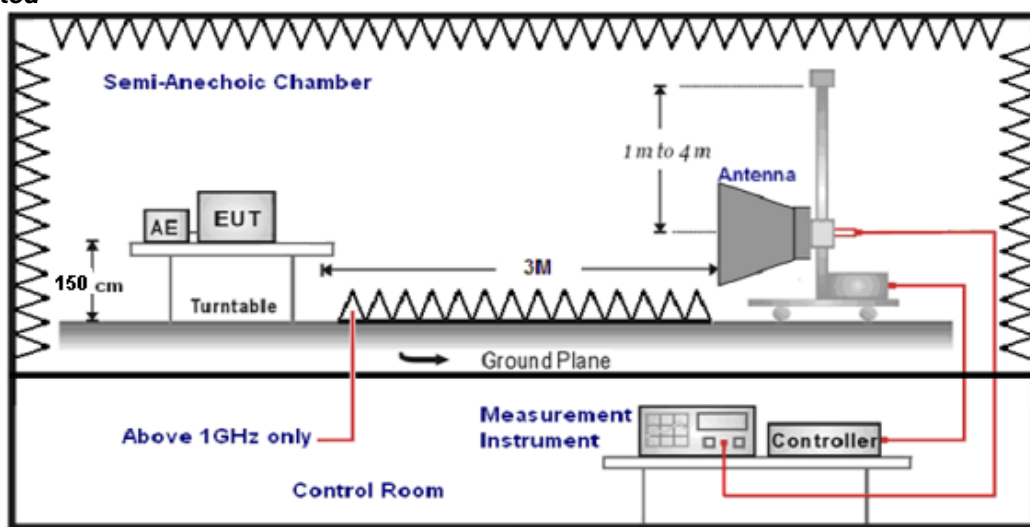 Semi-Anechoic Chamber
1 m to 4 m
Antenna
AE
EUT
3M
150 cm
Turntable
Ground Plane
Above 1GHz only
Measurement
Instrument
Controller
Control Room